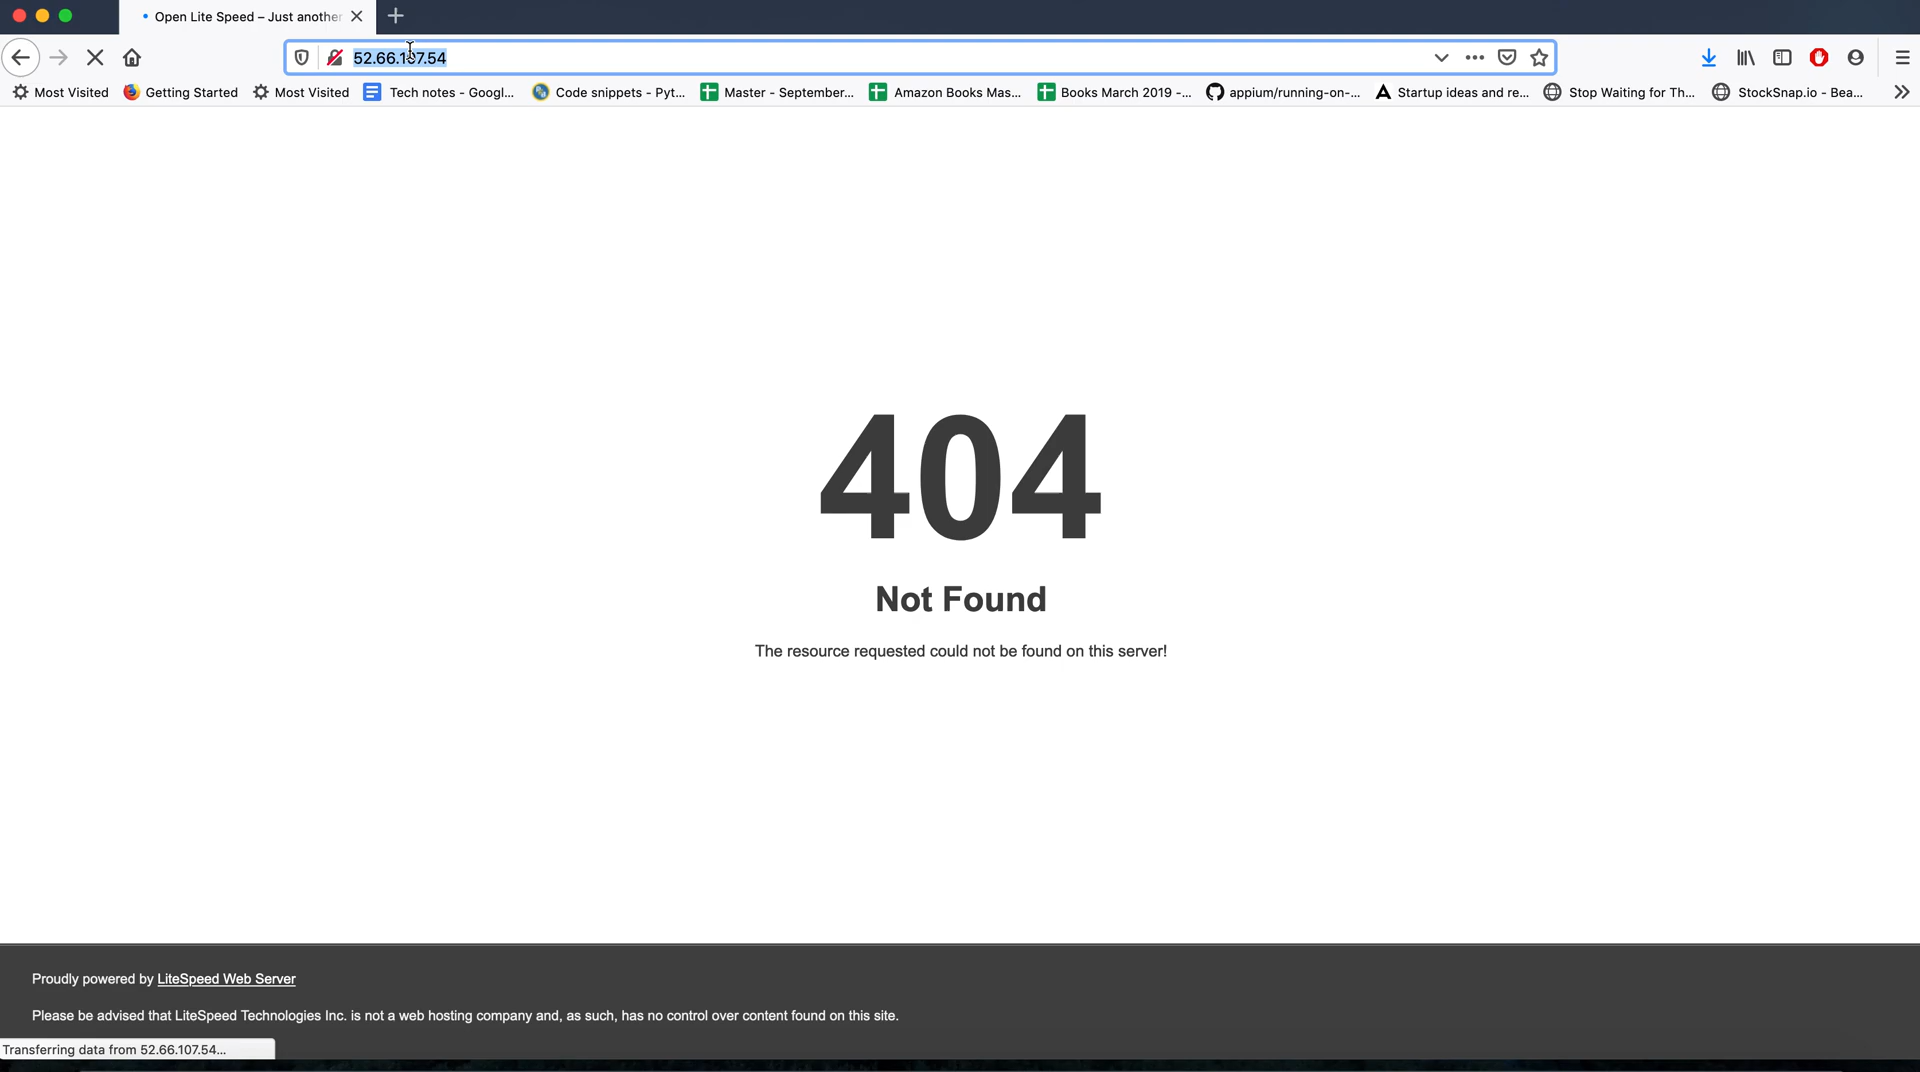 Open Lite Speed – Just another
52.66.107.54
Most Visited
Getting Started
Most Visited
Tech notes - Googl...
Code snippets - Pyt...
Master - September...
Amazon Books Mas...
Books March 2019 -...
appium/running-on-...
Startup ideas and re...
Stop Waiting for Th...
StockSnap.io - Bea...
404
Not Found
The resource requested could not be found on this server!
Proudly powered by LiteSpeed Web Server
Please be advised that LiteSpeed Technologies Inc. is not a web hosting company and, as such, has no control over content found on this site.
Transferring data from 52.66.107.54...